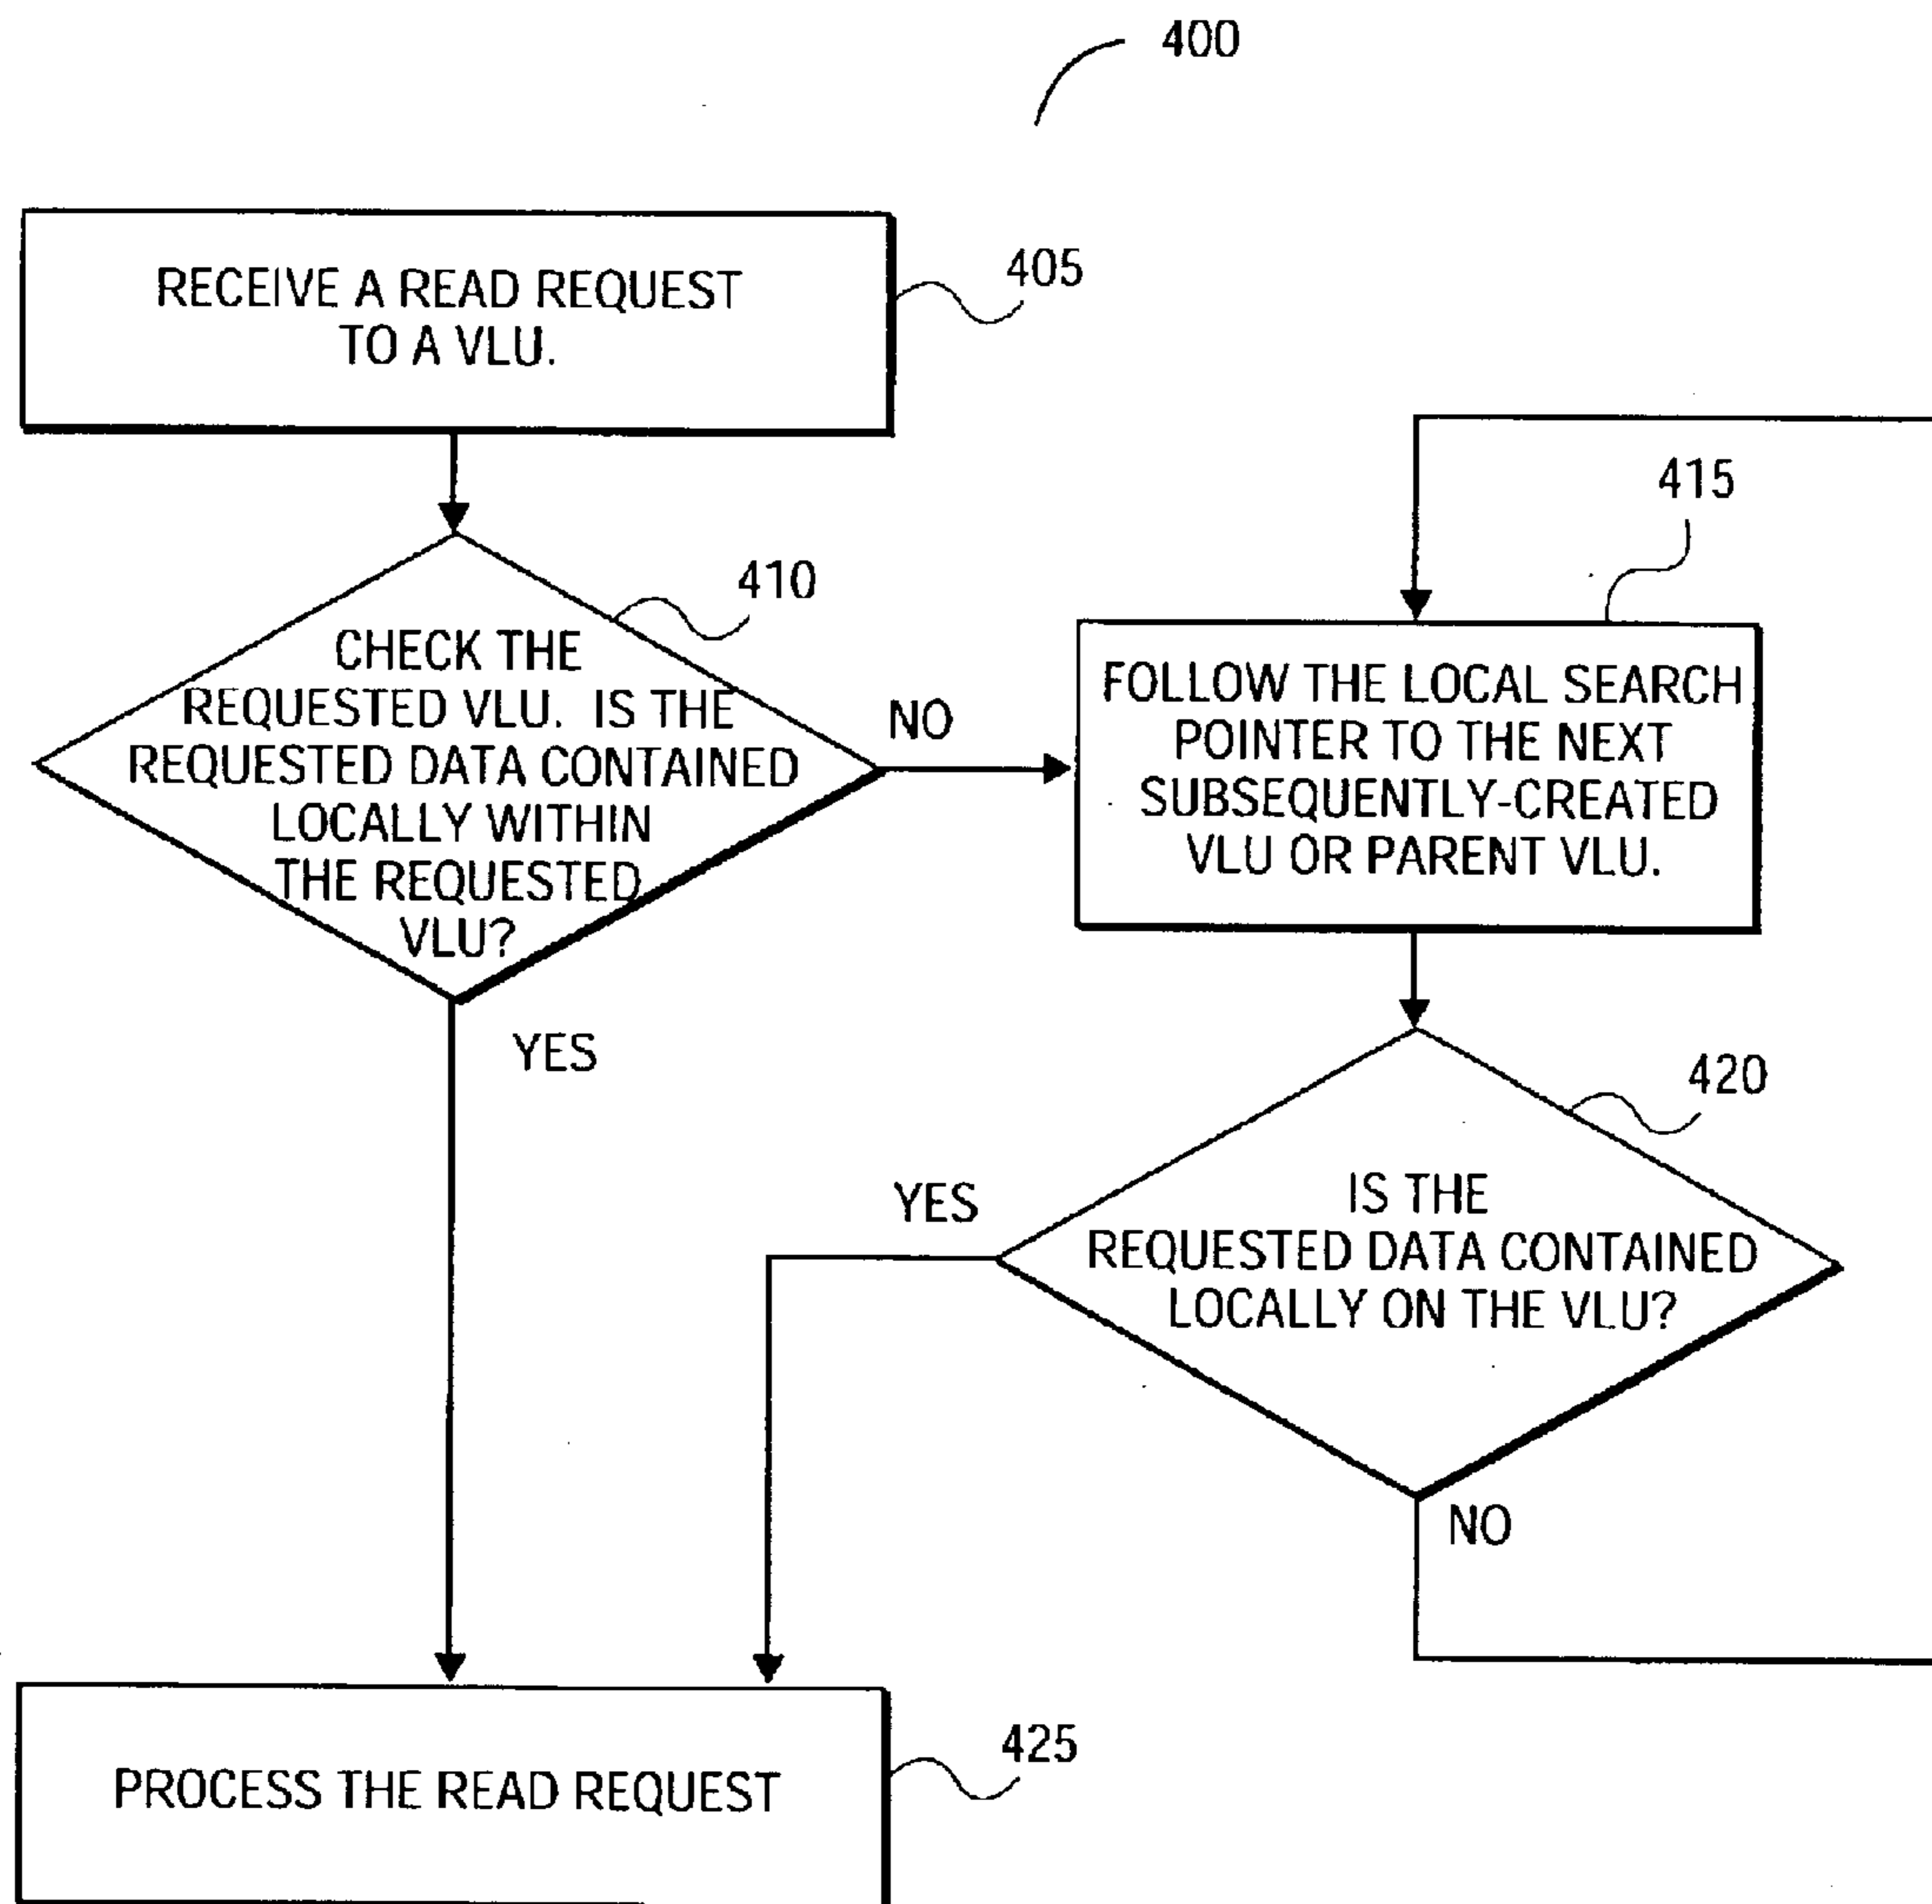 400
RECEIVE A READ REQUEST
TO A VLU.
405
410
CHECK THE
REQUESTED VLU. IS THE
REQUESTED DATA CONTAINED
LOCALLY WITHIN
THE REQUESTED
VLU?
NO
YES
415
FOLLOW THE LOCAL SEARCH
POINTER TO THE NEXT
SUBSEQUENTLY-CREATED
VLU OR PARENT VLU.
420
IS THE
REQUESTED DATA CONTAINED
LOCALLY ON THE VLU?
YES
NO
PROCESS THE READ REQUEST
425